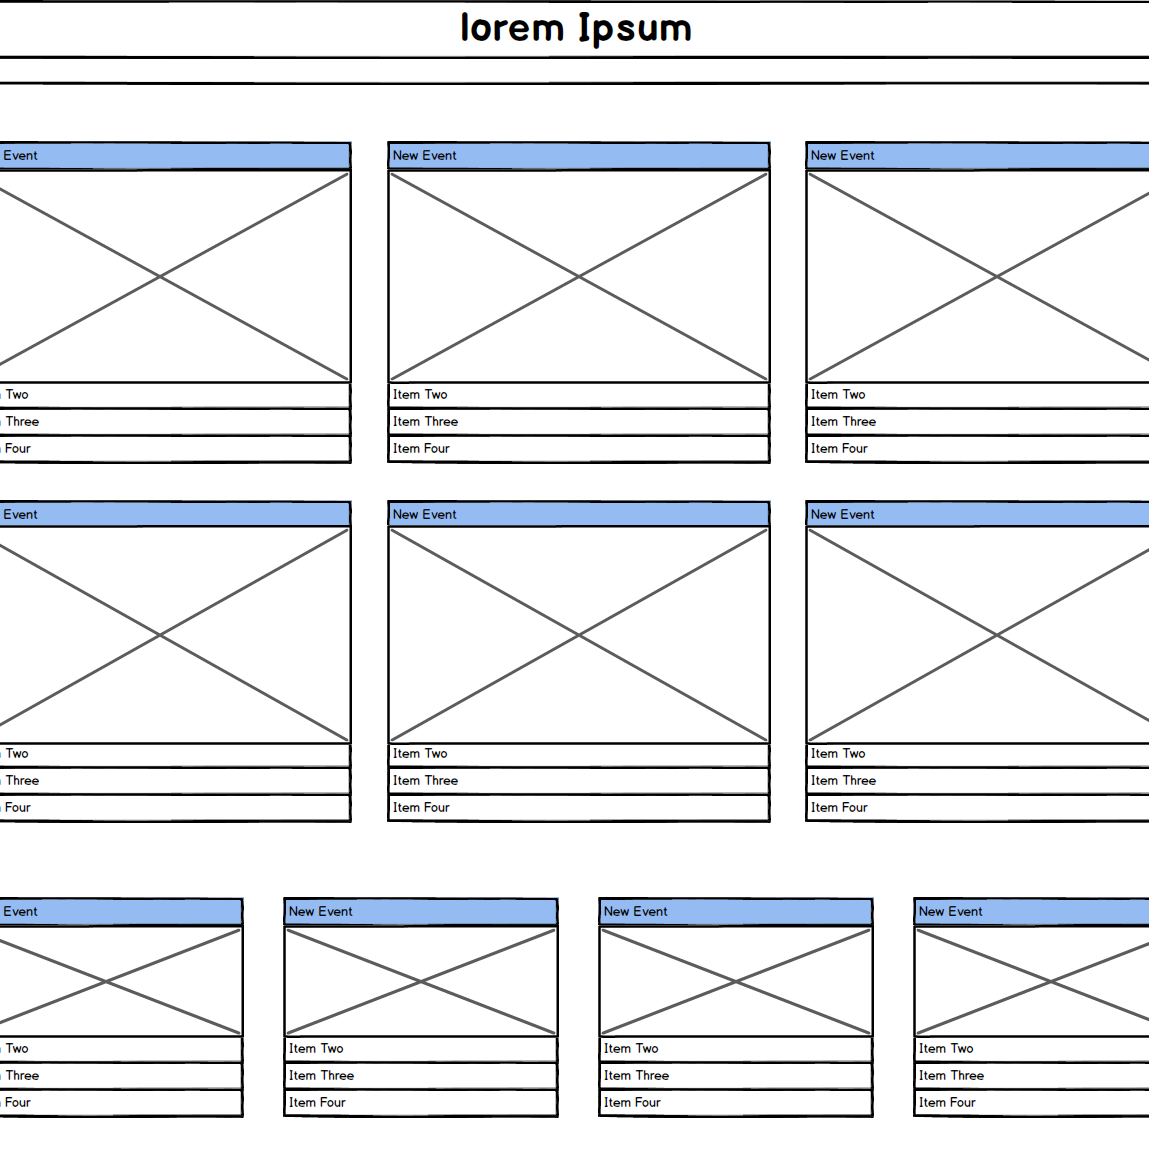 lorem Ipsum
Event New Event New Event
Two Item Two Item Two
Three Item Three Item Three
Four Item Four Item Four
Event New Event New Event
Two Item Two Item Two
Three Item Three Item Three
Four Item Four Item Four
Event New Event New Event New Event
Two Item Two Item Two Item Two
Three Item Three Item Three Item Three
Four Item Four Item Four Item Four